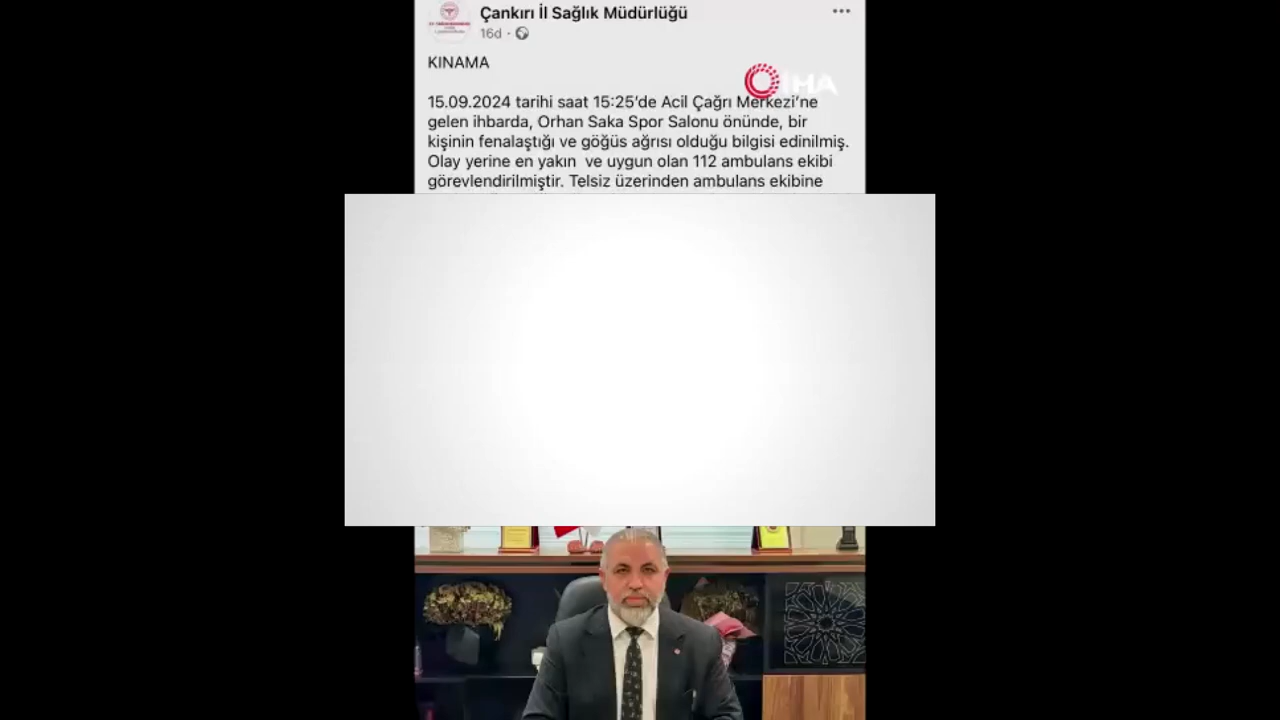 Çankırı İl Sağlık Müdürlüğü
16d ·
KINAMA
İHA
15.09.2024 tarihi saat 15:25'de Acil Çağrı Merkezi'ne
gelen ihbarda, Orhan Saka Spor Salonu önünde, bir
kişinin fenalaştığı ve göğüs ağrısı olduğu bilgisi edinilmiş.
Olay yerine en yakın  ve uygun olan 112 ambulans ekibi
görevlendirilmiştir. Telsiz üzerinden ambulans ekibine